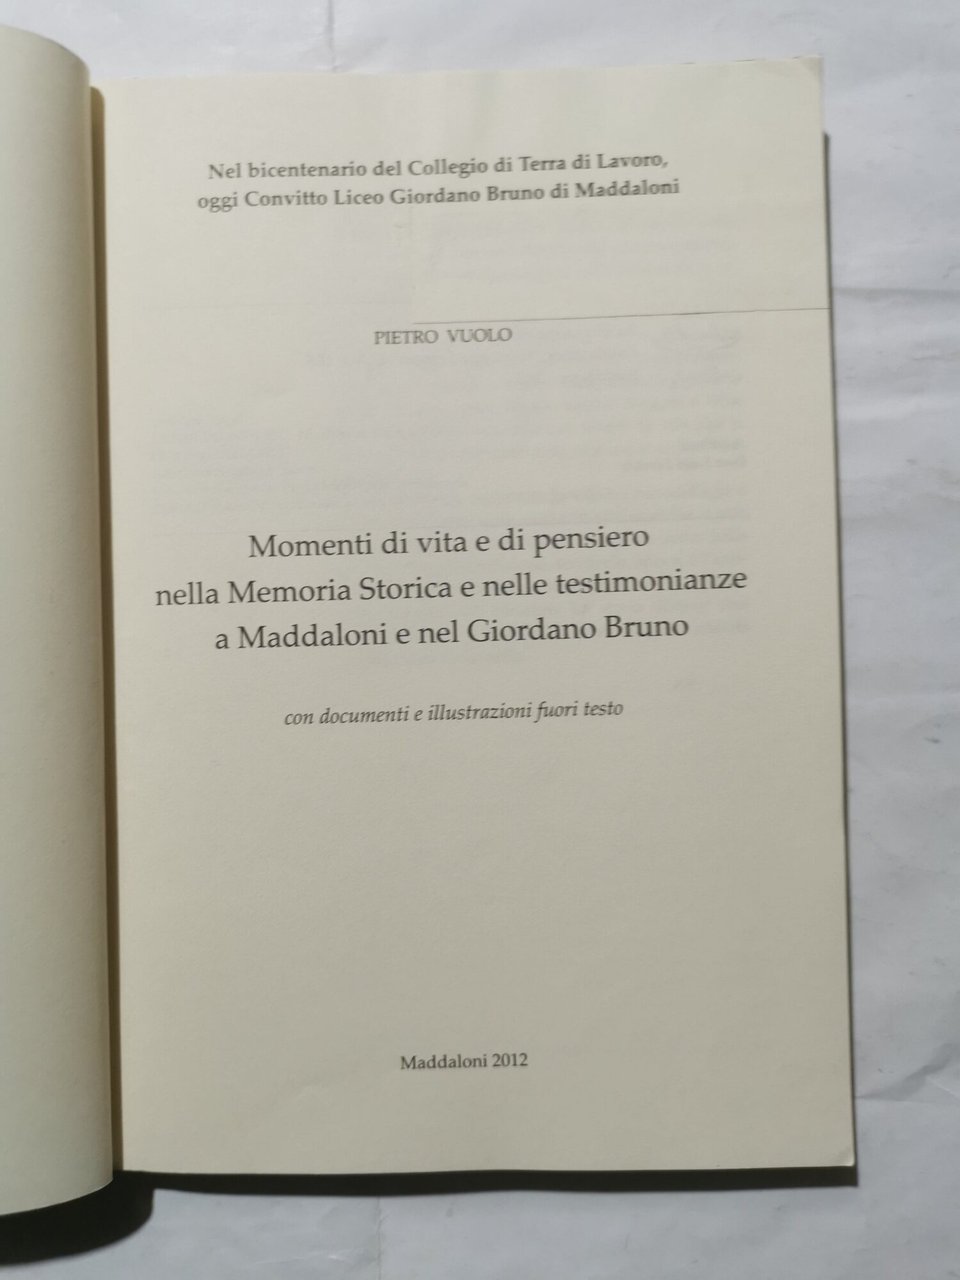 Nel bicentenario del Collegio di Terra di Lavoro,
oggi Convitto Liceo Giordano Bruno di Maddaloni
PIETRO VUOLO
Momenti di vita e di pensiero
nella Memoria Storica e nelle testimonianze
a Maddaloni e nel Giordano Bruno
con documenti e illustrazioni fuori testo
Maddaloni 2012